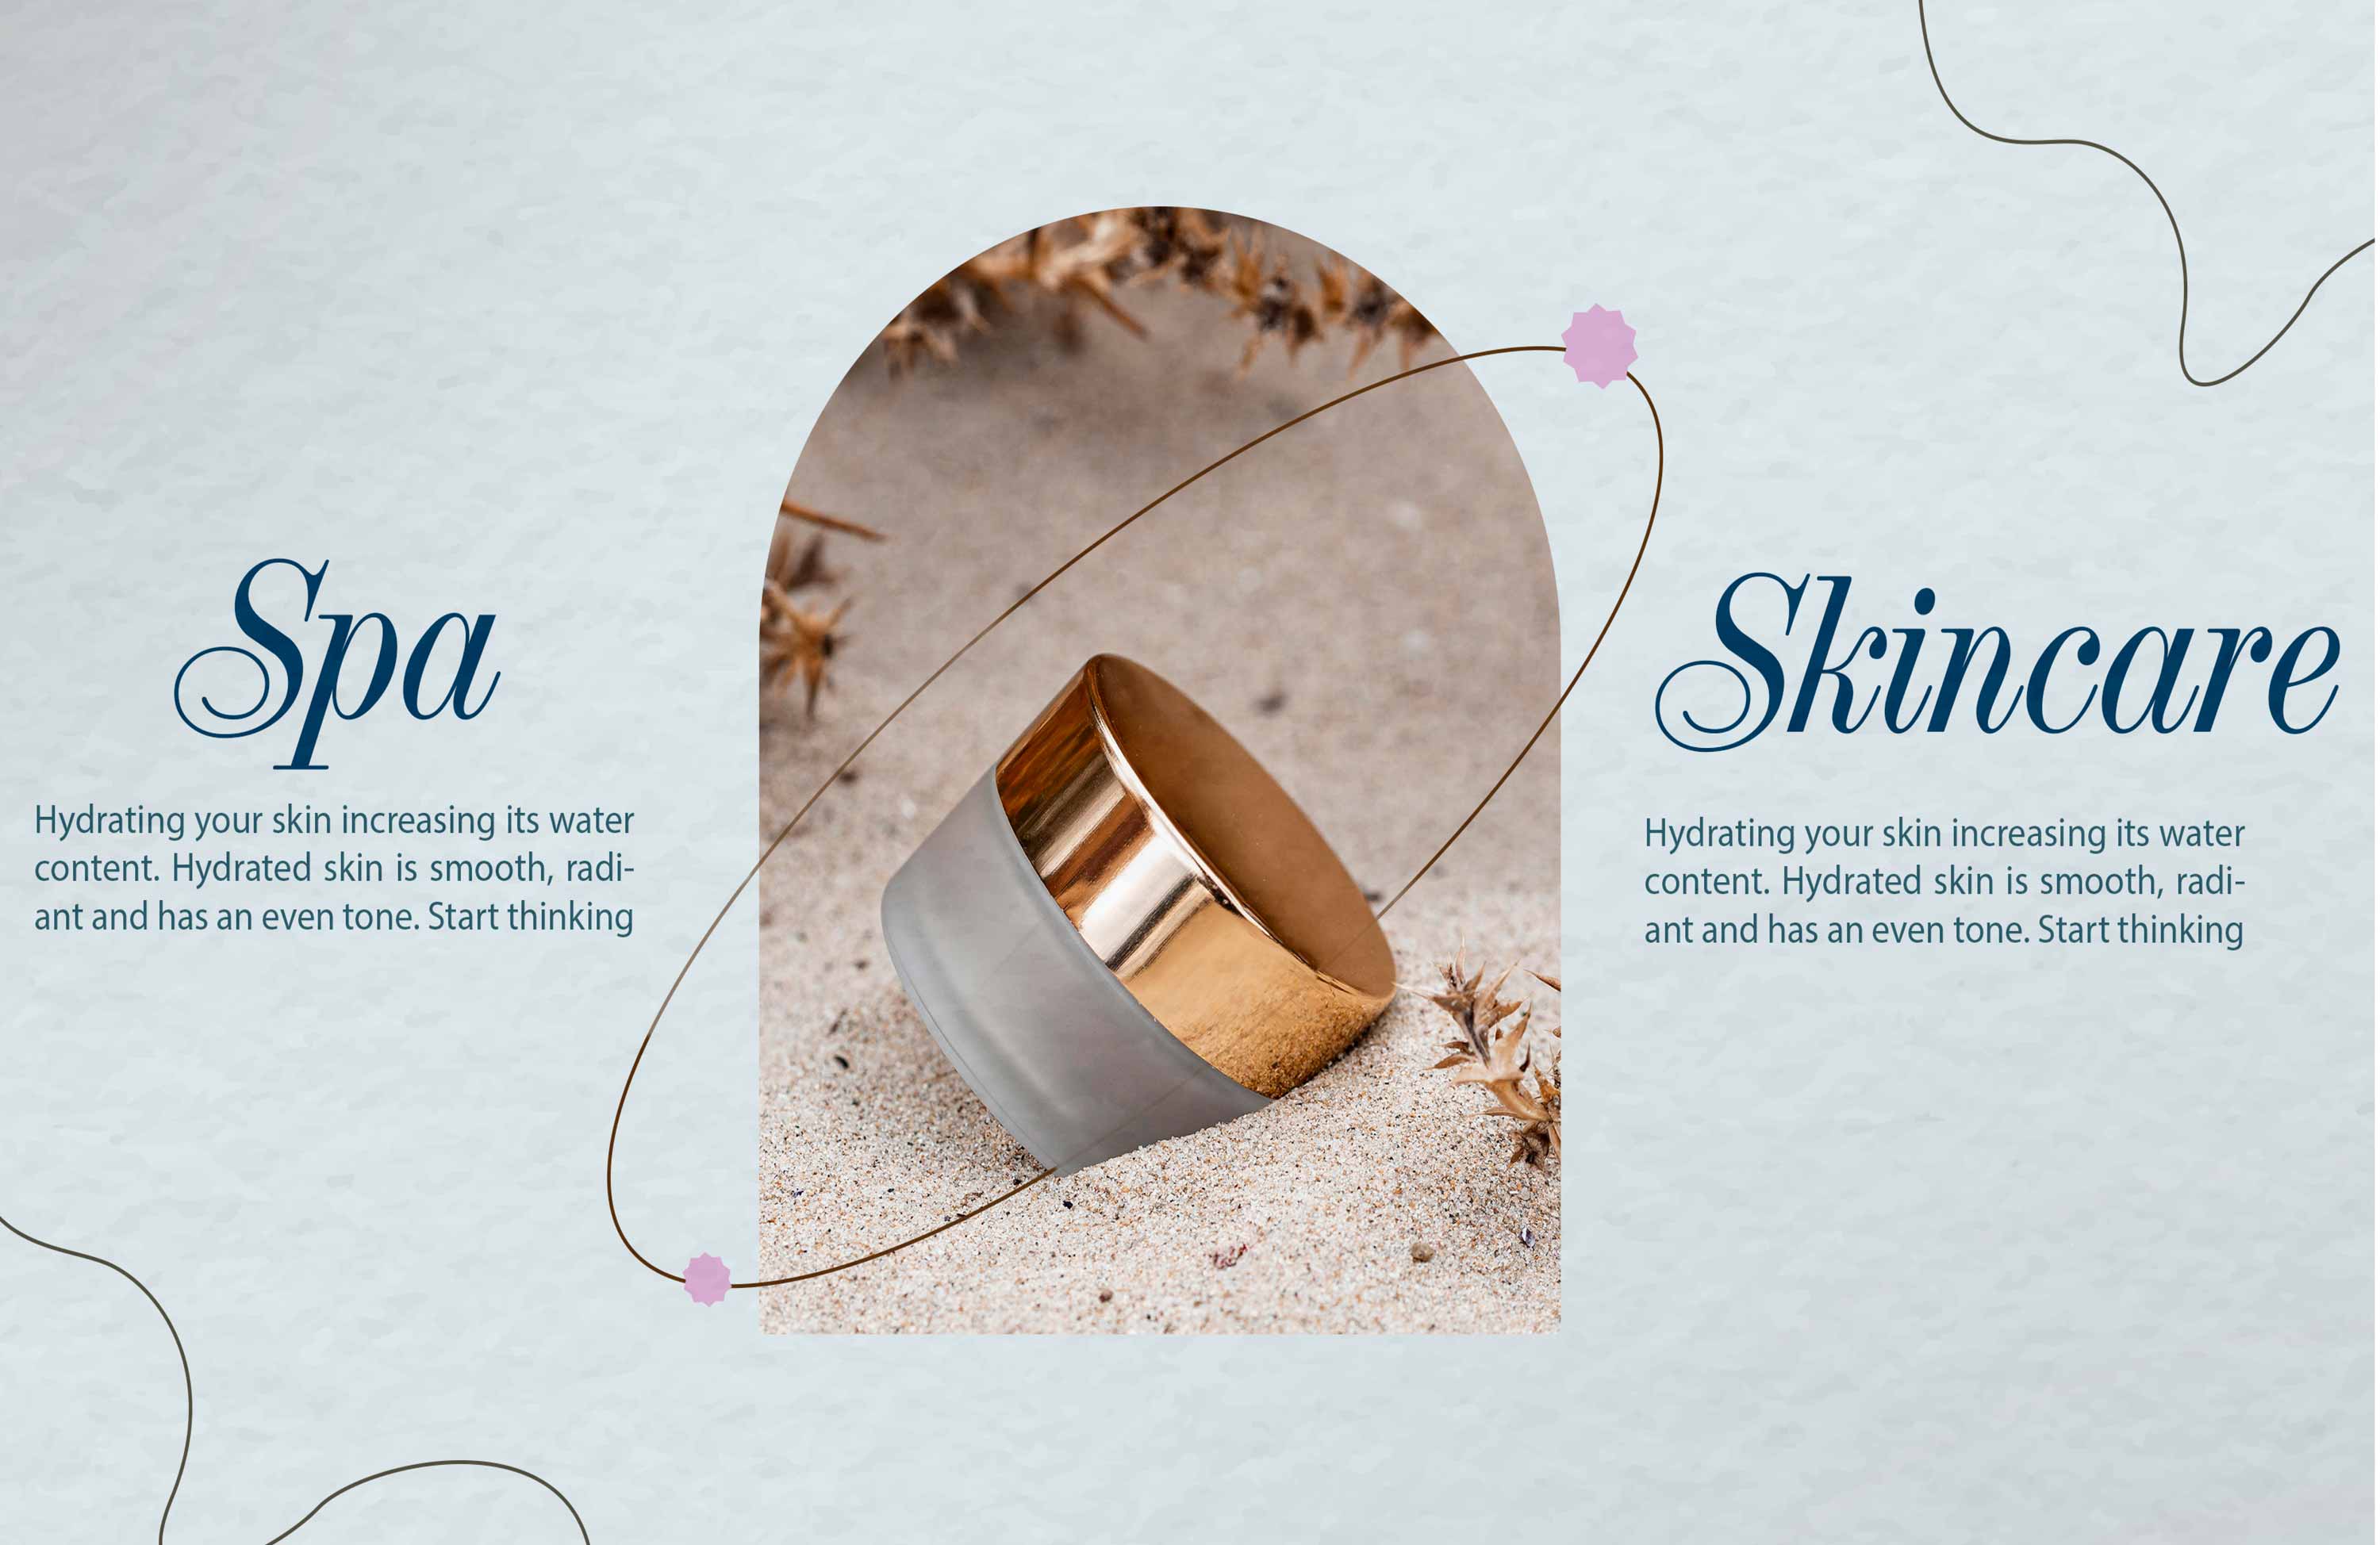 Spa
Hydrating your skin increasing its water
content. Hydrated skin is smooth, radi-
ant and has an even tone. Start thinking
Skincare
Hydrating your skin increasing its water
content. Hydrated skin is smooth, radi-
ant and has an even tone. Start thinking